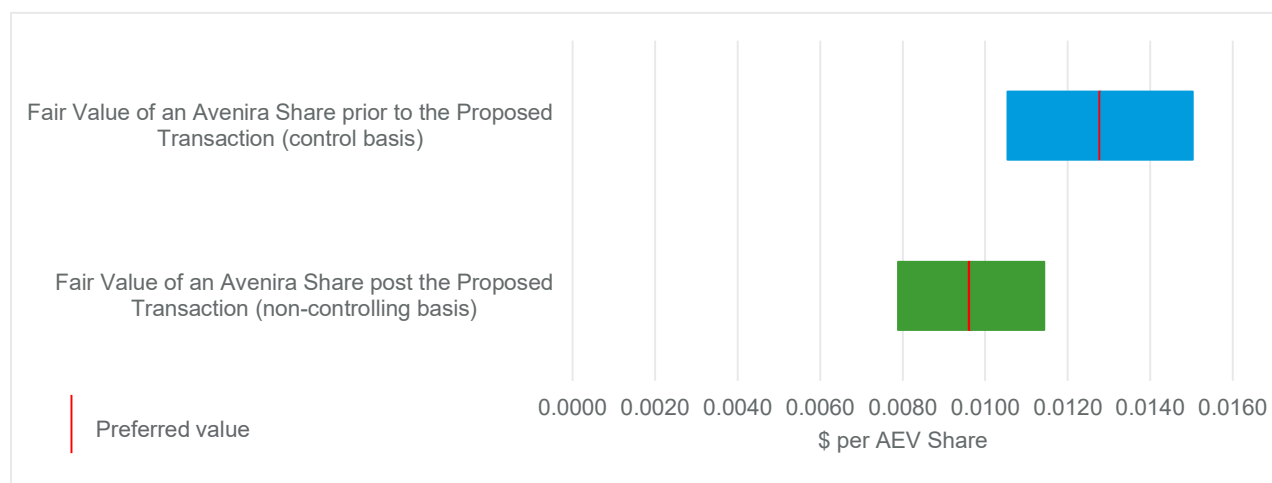 Fair Value of an Avenira Share prior to the Proposed
Transaction (control basis)
Fair Value of an Avenira Share post the Proposed
Transaction (non-controlling basis)
0.0000 0.0020 0.0040 0.0060 0.0080 0.0100 0.0120 0.0140 0.0160
Preferred value
$ per AEV Share